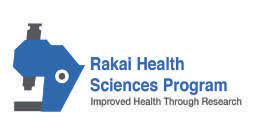 Rakai Health
Sciences Program
Improved Health Through Research